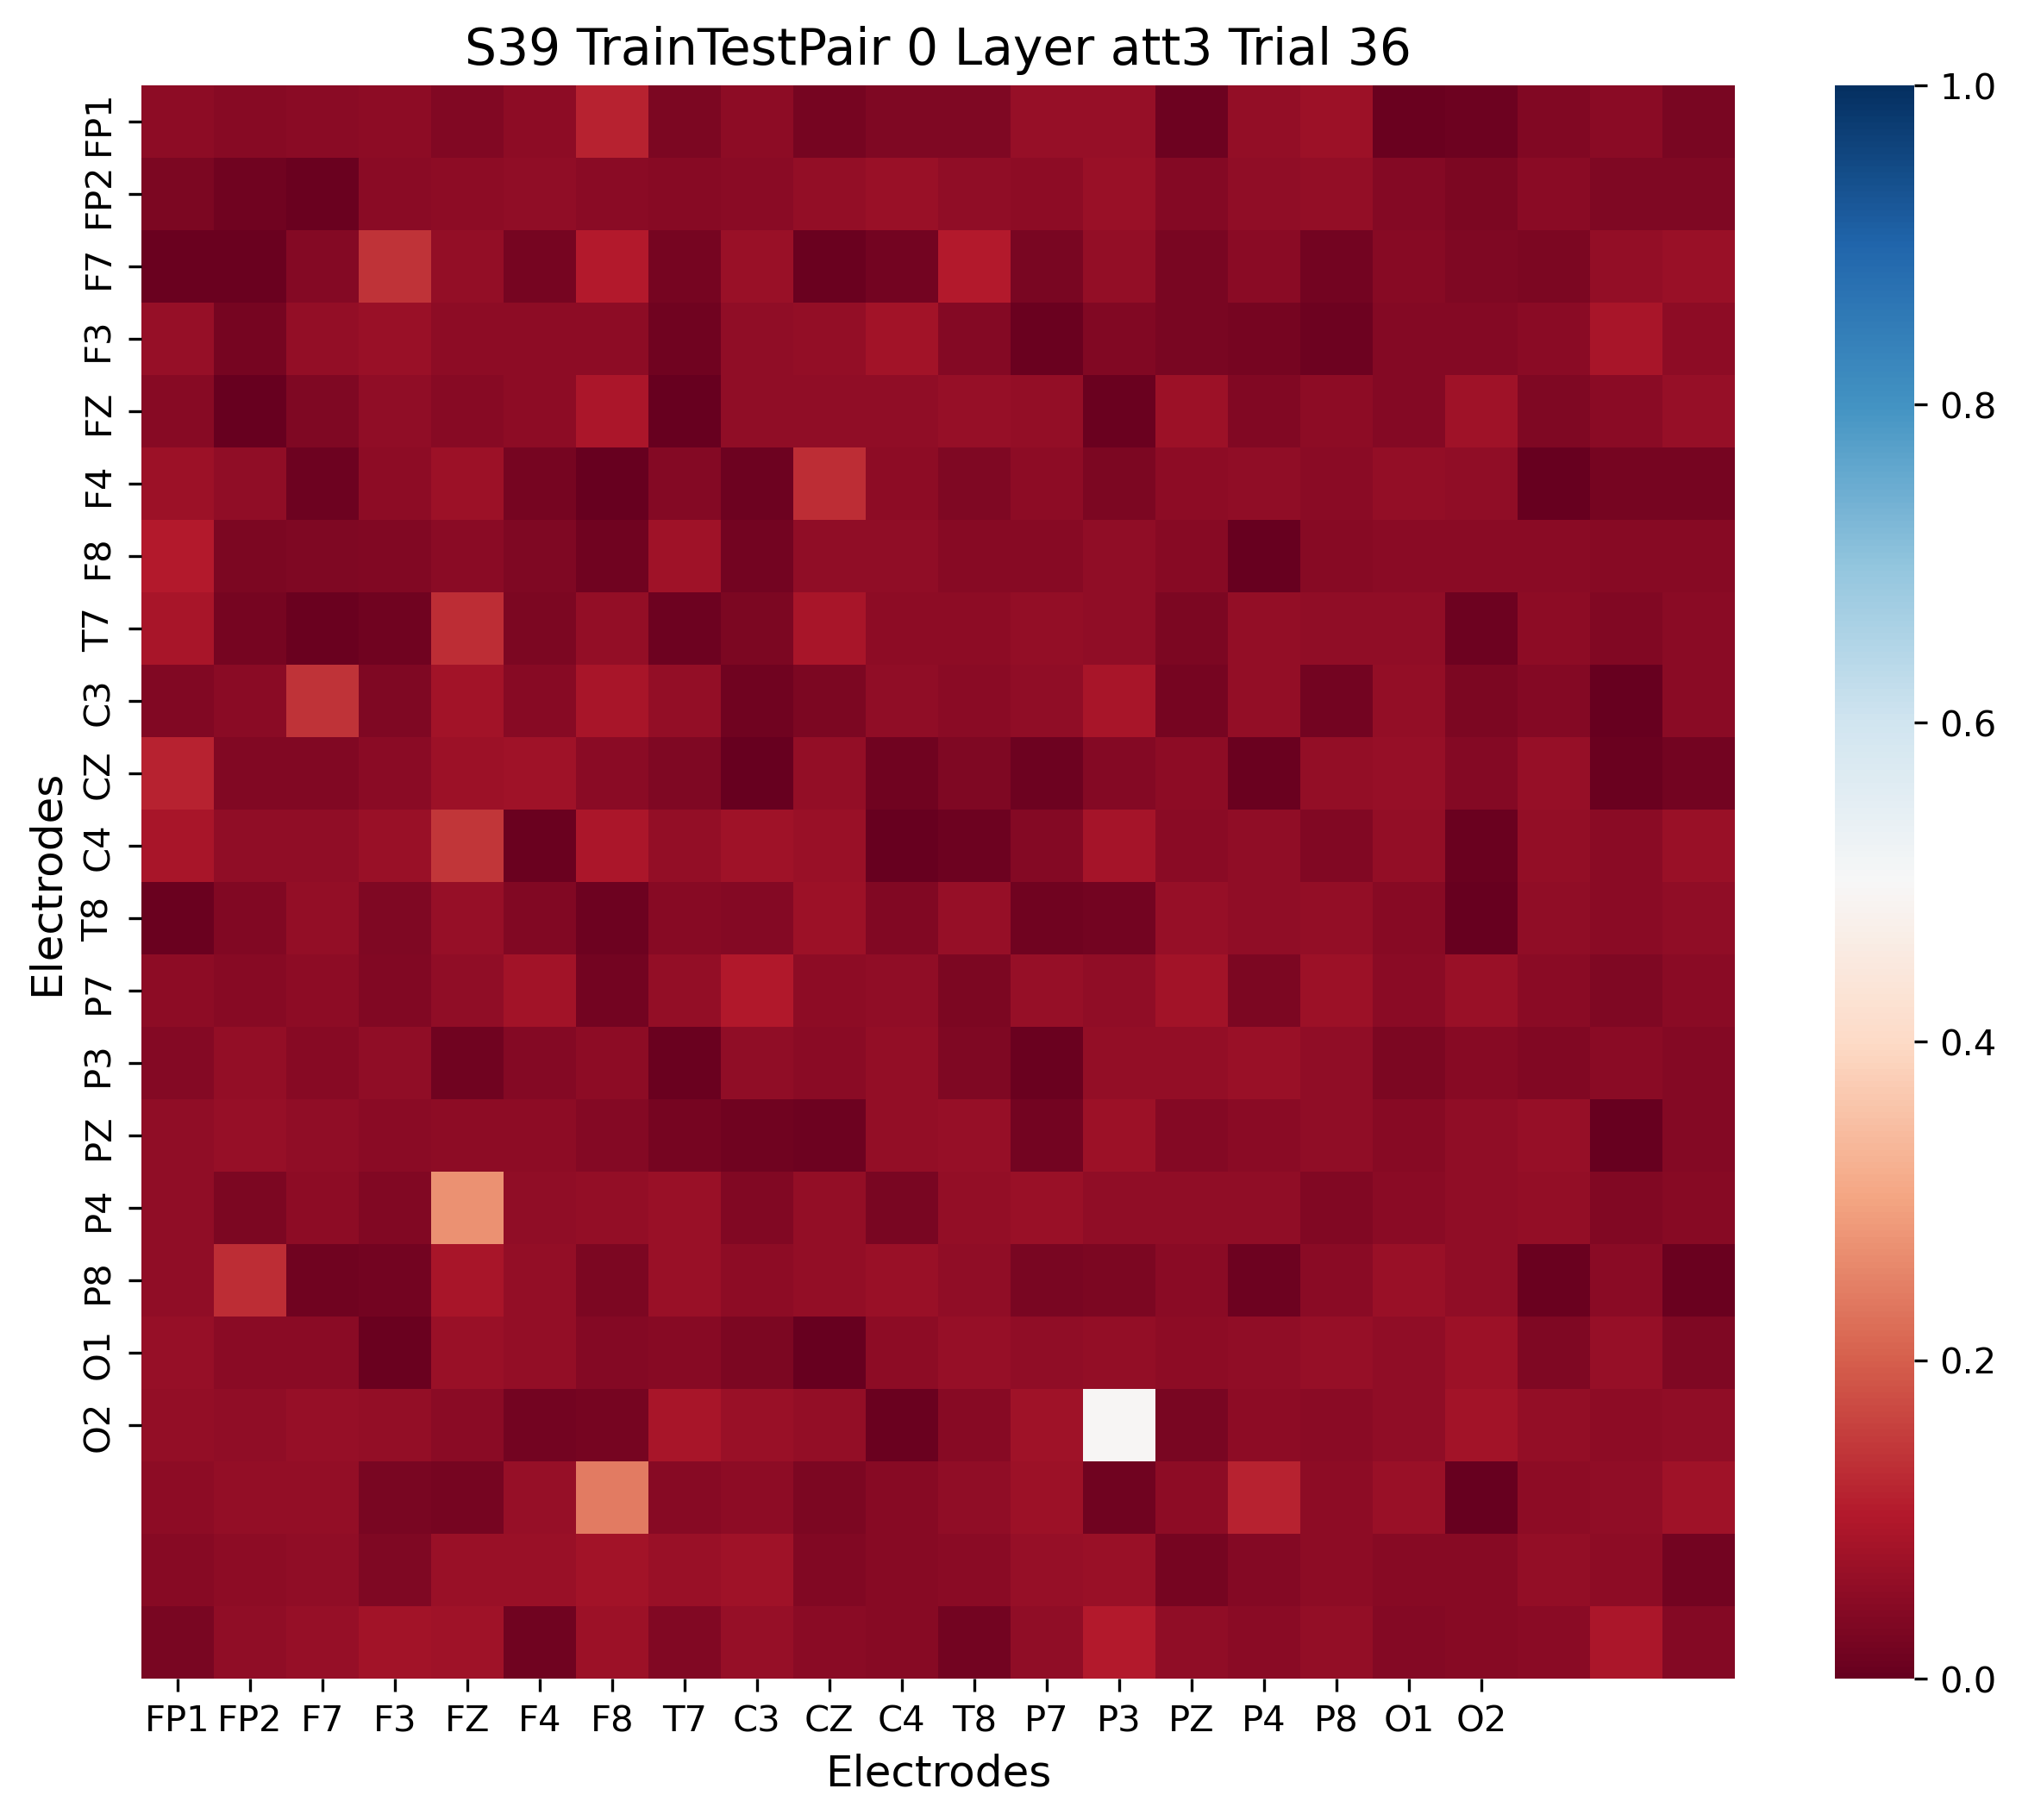 S39 TrainTestPair 0 Layer att3 Trial 36
Electrodes
FP1
FP2
F7
F3
FZ
F4
F8
T7
C3
CZ
C4
T8
P7
P3
PZ
P4
P8
O1
O2
FP1 FP2 F7 F3 FZ F4 F8 T7 C3 CZ C4 T8 P7 P3 PZ P4 P8 O1 O2
Electrodes
1.0
0.8
0.6
0.4
0.2
0.0